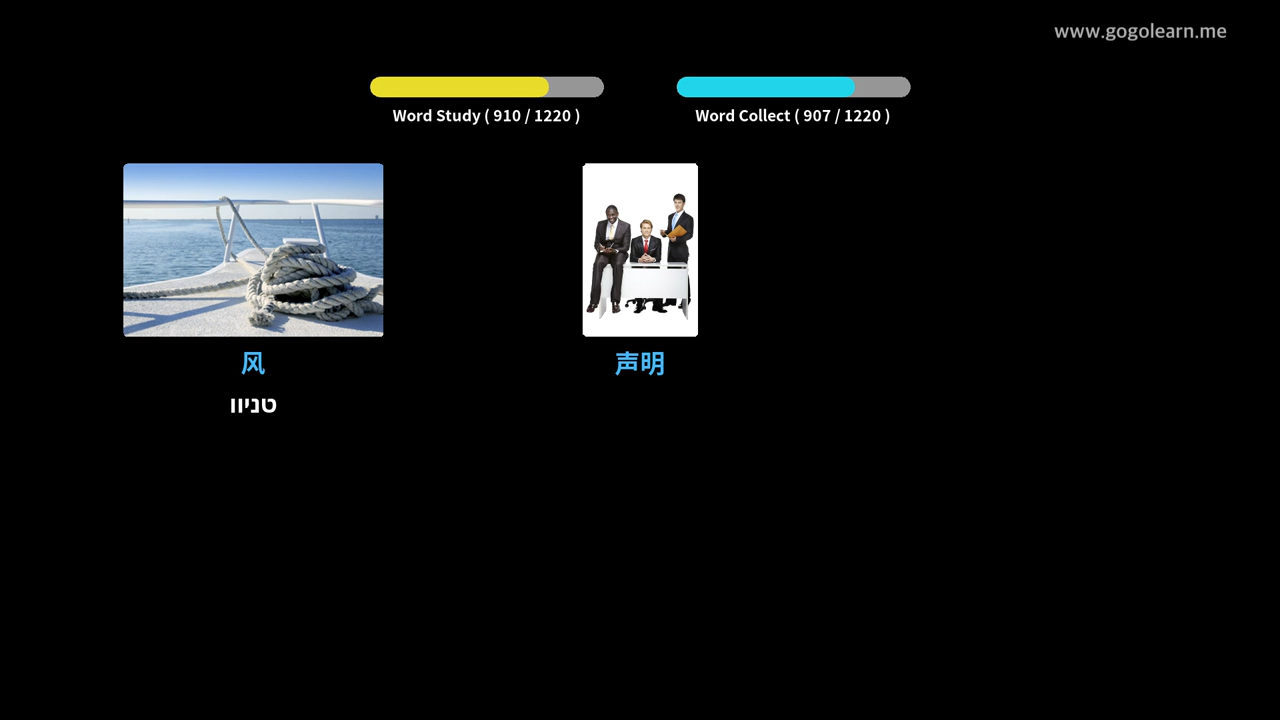 www.gogolearn.me
Word Study ( 910 / 1220 )
Word Collect ( 907 / 1220 )
风
声明
טניוו